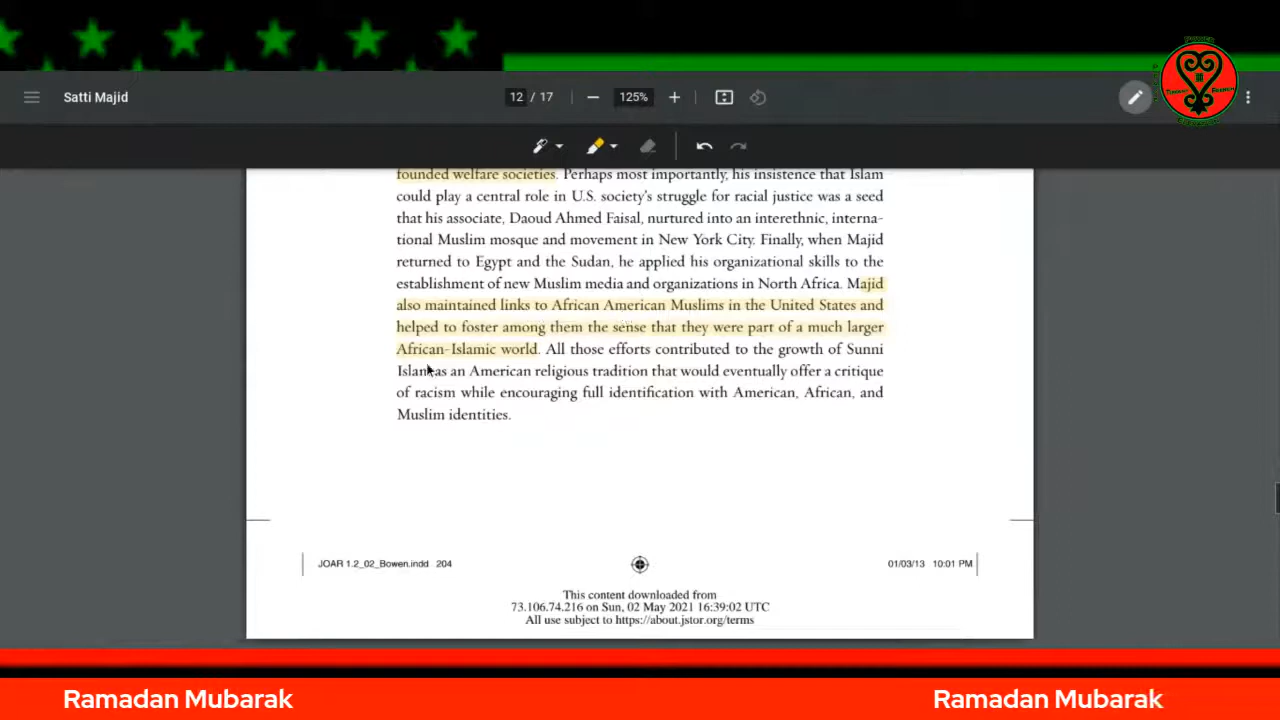 Satti Majid
12 / 17
125%
founded welfare societies. Perhaps most importantly, his insistence that Islam
could play a central role in U.S. society's struggle for racial justice was a seed
that his associate, Daoud Ahmed Faisal, nurtured into an interethnic, interna-
tional Muslim mosque and movement in New York City. Finally, when Majid
returned to Egypt and the Sudan, he applied his organizational skills to the
establishment of new Muslim media and organizations in North Africa. Majid
also maintained links to African American Muslims in the United States and
helped to foster among them the sense that they were part of a much larger
African-Islamic world. All those efforts contributed to the growth of Sunni
Islam as an American religious tradition that would eventually offer a critique
of racism while encouraging full identification with American, African, and
Muslim identities.
JOAR 1.2_02_Bowen.indd 204
01/03/13 10:01 PM
This content downloaded from
73.106.74.216 on Sun, 02 May 2021 16:39:02 UTC
All use subject to https://about.jstor.org/terms
Ramadan Mubarak
Ramadan Mubarak